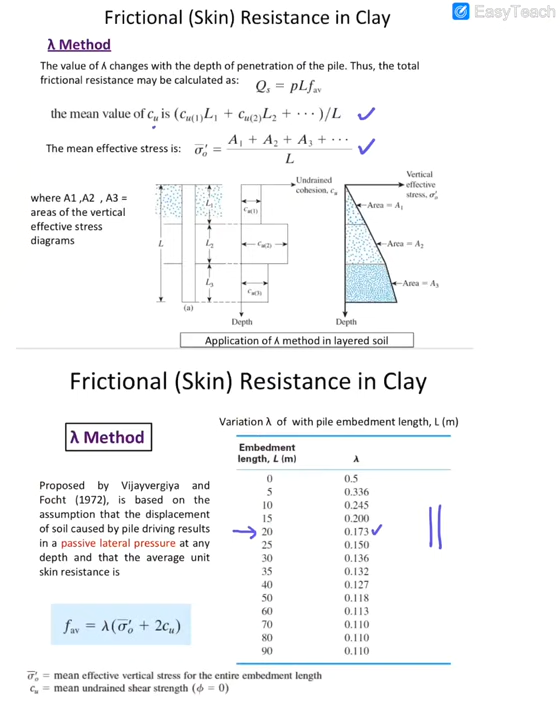 Frictional (Skin) Resistance in Clay
EasyTeach
λ Method
The value of λ changes with the depth of penetration of the pile. Thus, the total
frictional resistance may be calculated as: Qs = pLfav
the mean value of cu is (cu(1)L1 + cu(2)L2 + ···)/L
The mean effective stress is: σ̄′o = (A1 + A2 + A3 + ···)/L
where A1 ,A2 , A3 =
areas of the vertical
effective stress
diagrams
Undrained
cohesion, cu
Vertical
effective
stress, σ′o
L
L1
cu(1)
Area = A1
L2
cu(2)
Area = A2
L3
cu(3)
Area = A3
(a)
Depth
Depth
Application of λ method in layered soil
Frictional (Skin) Resistance in Clay
Variation λ of with pile embedment length, L (m)
λ Method
Embedment
length, L (m) λ
0 0.5
5 0.336
10 0.245
15 0.200
20 0.173
25 0.150
30 0.136
35 0.132
40 0.127
50 0.118
60 0.113
70 0.110
80 0.110
90 0.110
Proposed by Vijayvergiya and
Focht (1972), is based on the
assumption that the displacement
of soil caused by pile driving results
in a passive lateral pressure at any
depth and that the average unit
skin resistance is
fav = λ(σ̄′o + 2cu)
σ̄′o = mean effective vertical stress for the entire embedment length
cu = mean undrained shear strength (ϕ = 0)